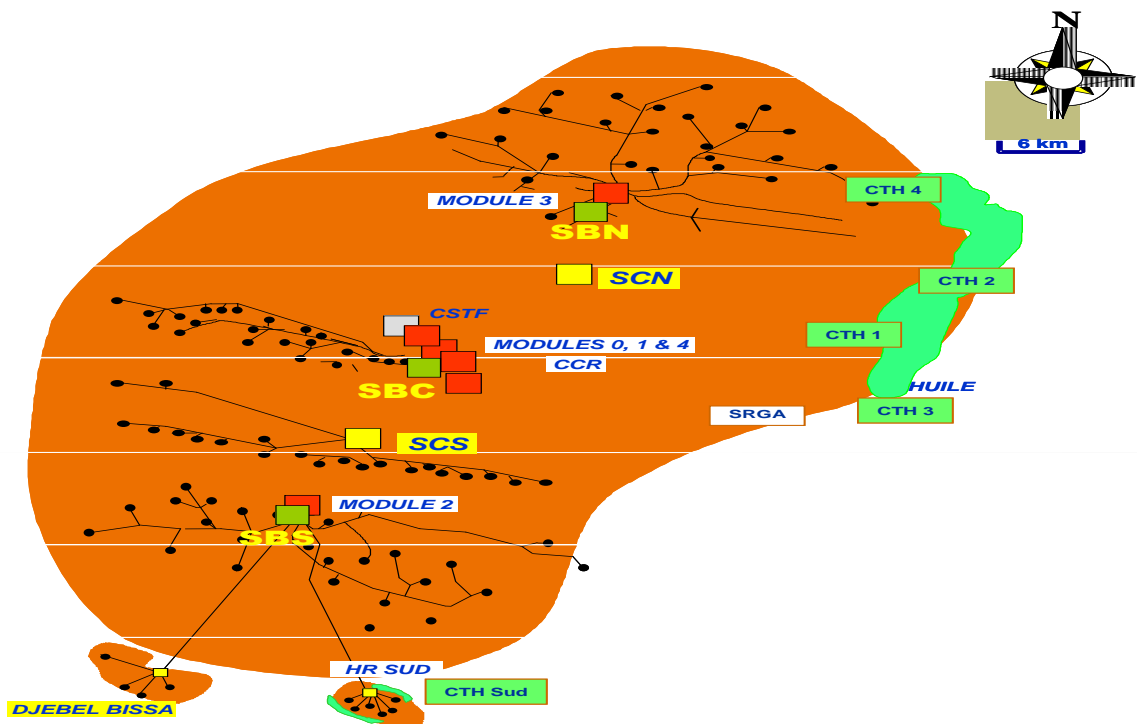 N
6 km
CTH 4
MODULE 3
SBN
SCN
CTH 2
CSTF
CTH 1
MODULES 0, 1 & 4
CCR
SBC
HUILE
CTH 3
SRGA
SCS
MODULE 2
SBS
HR SUD
CTH Sud
DJEBEL BISSA